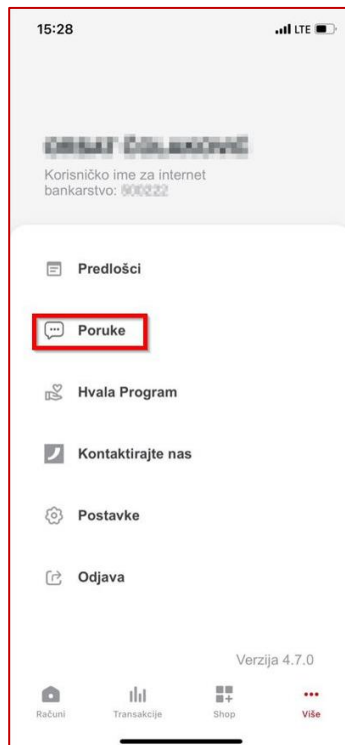 15:28
LTE
Korisničko ime za internet
bankarstvo:
Predlošci
Poruke
Hvala Program
Kontaktirajte nas
Postavke
Odjava
Verzija 4.7.0
Računi Transakcije Shop Više